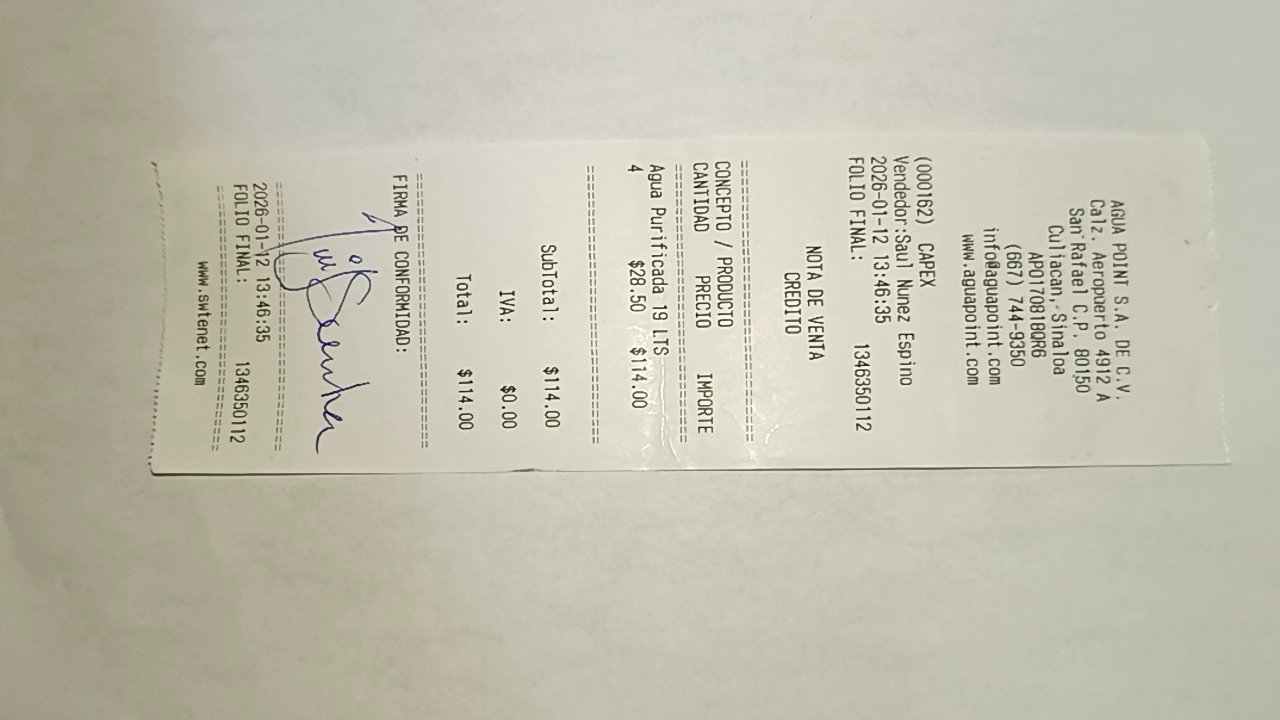 AGUA POINT S.A. DE C.V.
Calz. Aeropuerto 4912 A
San Rafael C.P. 80150
Culiacan, Sinaloa
APO170818QR6
(667) 744-9350
info@aguapoint.com
www.aguapoint.com
(000162) CAPEX
Vendedor:Saul Nunez Espino
2026-01-12 13:46:35
FOLIO FINAL: 1346350112
NOTA DE VENTA
CREDITO
CONCEPTO / PRODUCTO
CANTIDAD PRECIO IMPORTE
Agua Purificada 19 LTS
4 $28.50 $114.00
SubTotal: $114.00
IVA: $0.00
Total: $114.00
FIRMA DE CONFORMIDAD:
2026-01-12 13:46:35
FOLIO FINAL: 1346350112
www.swtenet.com